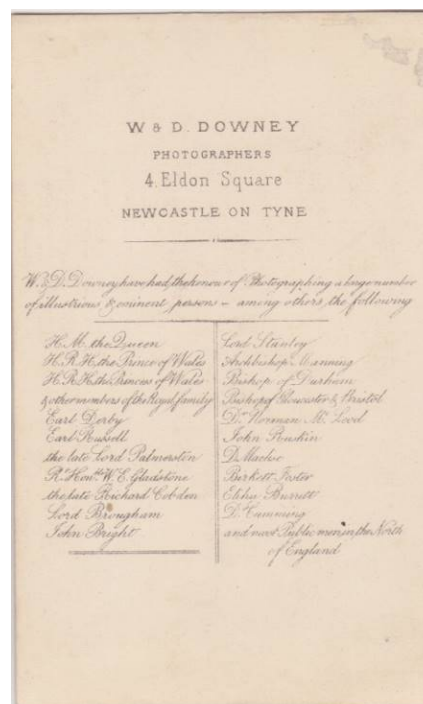 W & D. DOWNEY
PHOTOGRAPHERS
4. Eldon Square
NEWCASTLE ON TYNE
W. & D. Downey have had, the honour of Photographing a large number
of illustrious & eminent person – among others, the following
H. M. the Queen
H. R. H. the Prince of Wales
H. R. H. the Princess of Wales
& other members of the Royal family
Earl Derby
Earl Russell
the late Lord Palmerston
Rt. Honble. W. E. Gladstone
the late Richard Cobden
Lord Brougham
John Bright
Lord Stanley
Archbishop Manning
Bishop of Durham
Bishop of Gloucester & Bristol
Dr. Norman Mc. Leod
John Ruskin
Birkett Foster
Elihu Burritt
Dr. Cumming
and most Public men in the North
of England